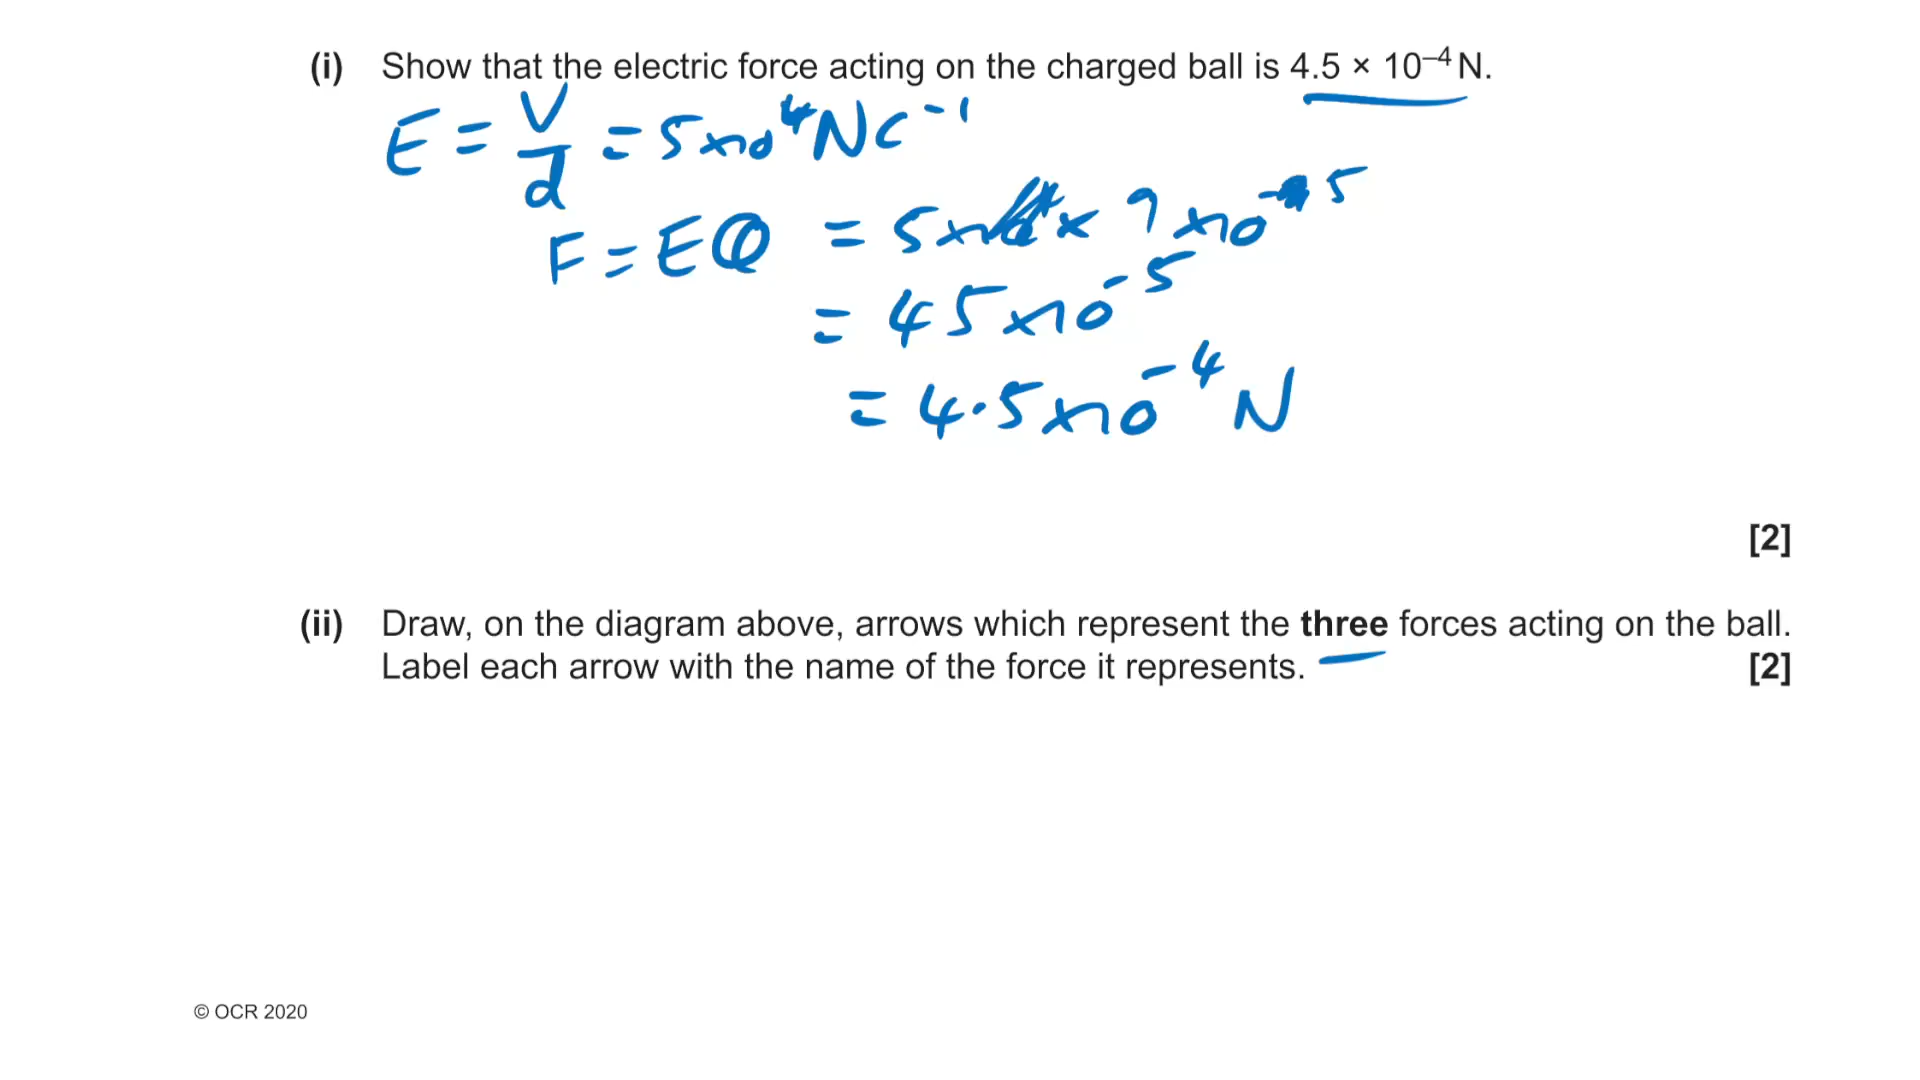 (i) Show that the electric force acting on the charged ball is 4.5 × 10⁻⁴ N.
E = V/d = 5×10⁴ NC⁻¹
F = EQ = 5× × 9 ×10⁻⁵
= 45×10⁻⁵
= 4.5×10⁻⁴ N
[2]
(ii) Draw, on the diagram above, arrows which represent the three forces acting on the ball.
Label each arrow with the name of the force it represents. [2]
© OCR 2020